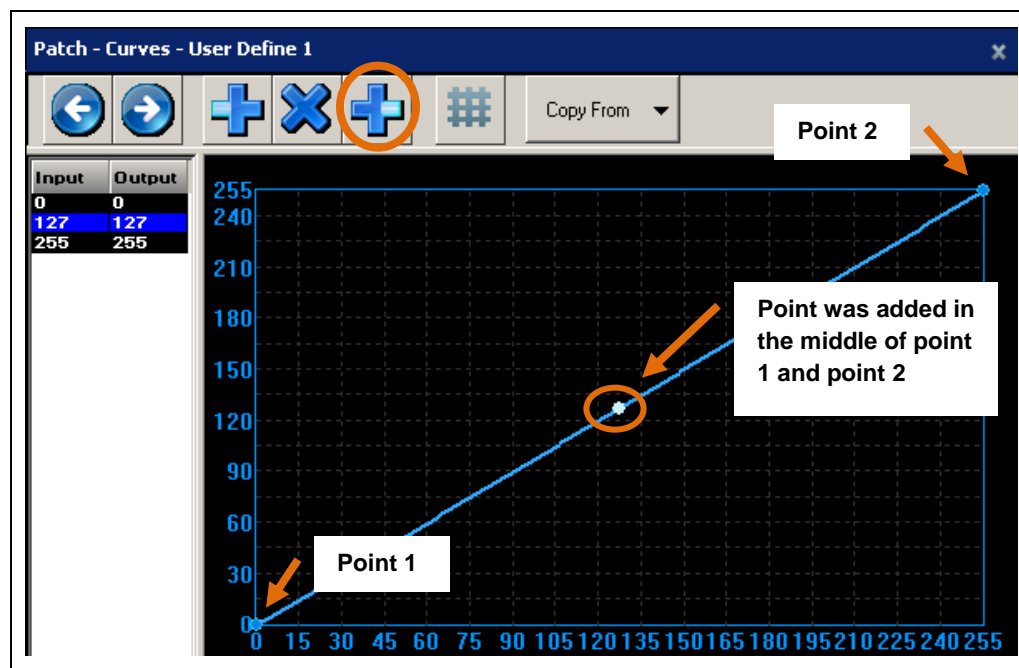 Patch - Curves - User Define 1
Copy From
Point 2
Input Output
0 0
127 127
255 255
255
240
210
180
150
120
90
60
30
0
Point was added in
the middle of point
1 and point 2
Point 1
0 15 30 45 60 75 90 105 120 135 150 165 180 195 210 225 240 255